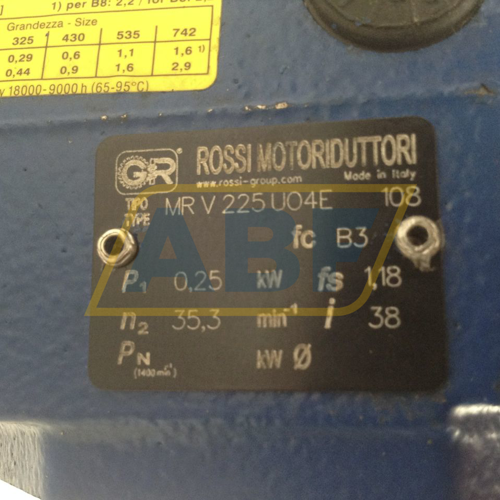 1) per B8: 2,2 / for B8:
Grandezza - Size
325 430 535 742
0,29 0,6 1,1 1,6 1)
0,44 0,9 1,6 2,9
18000-9000 h (65-95°C)
GR ROSSI MOTORIDUTTORI
www.rossi-group.com Made in Italy
TIPO
TYPE MR V 225 UO4E 108
fc B3
ABF
P1 0,25 kW fs 1,18
n2 35,3 min-1 i 38
PN kW Ø
(1400 min-1)